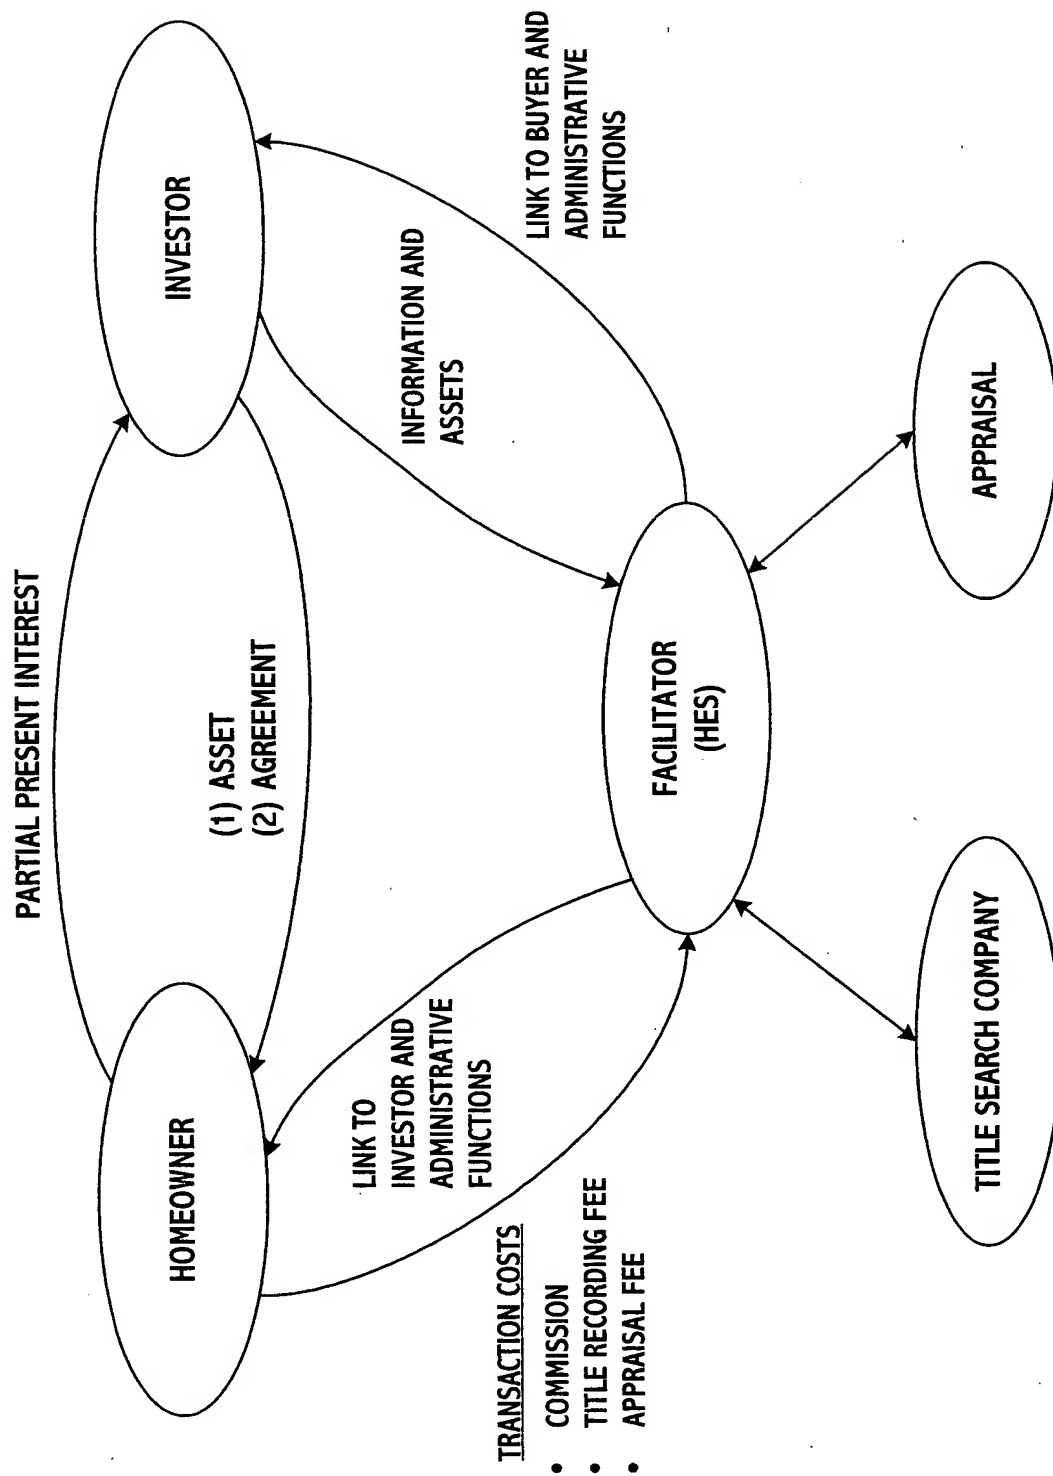 PARTIAL PRESENT INTEREST
HOMEOWNER
INVESTOR
(1) ASSET
(2) AGREEMENT
LINK TO
INVESTOR AND
ADMINISTRATIVE
FUNCTIONS
INFORMATION AND
ASSETS
TRANSACTION COSTS
• COMMISSION
• TITLE RECORDING FEE
• APPRAISAL FEE
LINK TO BUYER AND
ADMINISTRATIVE
FUNCTIONS
FACILITATOR
(HES)
TITLE SEARCH COMPANY
APPRAISAL